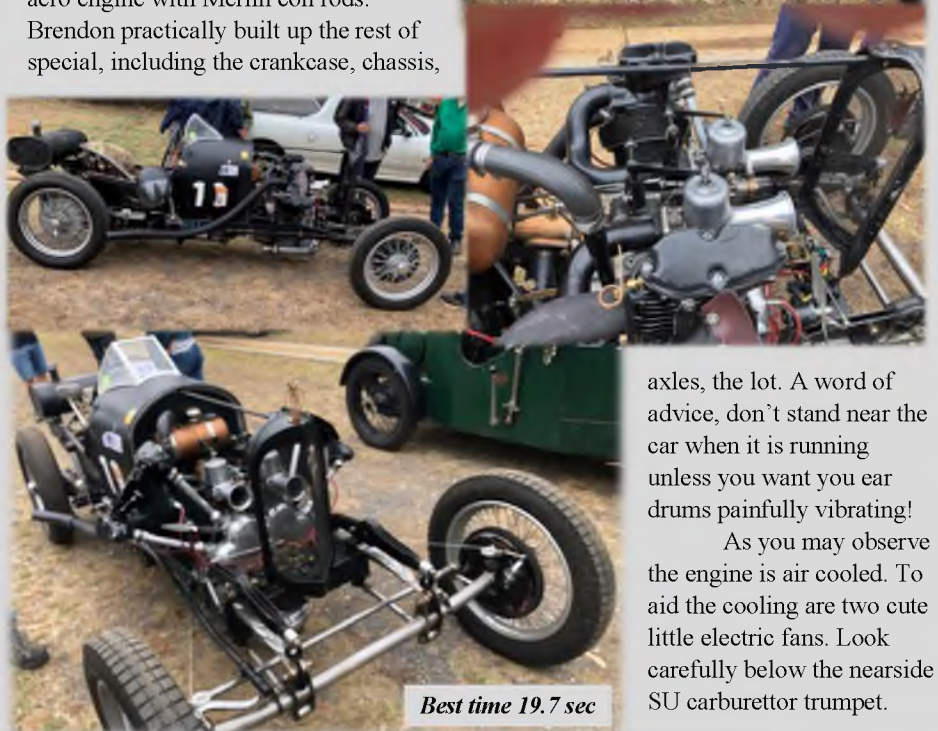 aero engine with Merlin con rods.
Brendon practically built up the rest of
special, including the crankcase, chassis,
axles, the lot. A word of
advice, don't stand near the
car when it is running
unless you want you ear
drums painfully vibrating!
As you may observe
the engine is air cooled. To
aid the cooling are two cute
little electric fans. Look
carefully below the nearside
SU carburettor trumpet.
Best time 19.7 sec